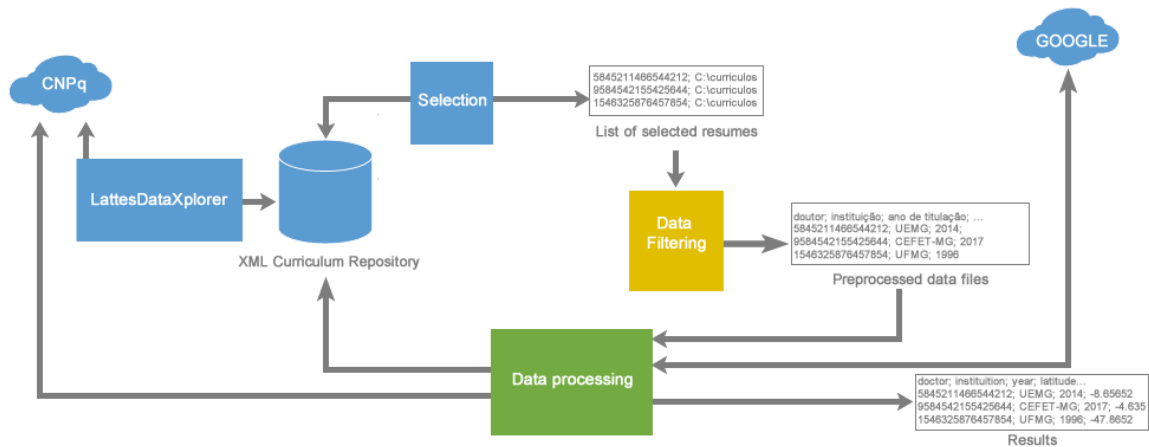 GOOGLE
CNPq
Selection
5845211466544212; C:\curriculos
9584542155425644; C:\curriculos
1546325876457854; C:\curriculos
List of selected resumes
LattesDataXplorer
XML Curriculum Repository
Data
Filtering
doutor; instituição; ano de titulação; ...
5845211466544212; UEMG; 2014;
9584542155425644; CEFET-MG; 2017
1546325876457854; UFMG; 1996
Preprocessed data files
Data processing
doctor; instituition; year; latitude...
5845211466544212; UEMG; 2014; -8.65652
9584542155425644; CEFET-MG; 2017; -4.635
1546325876457854; UFMG; 1996; -47.8652
Results